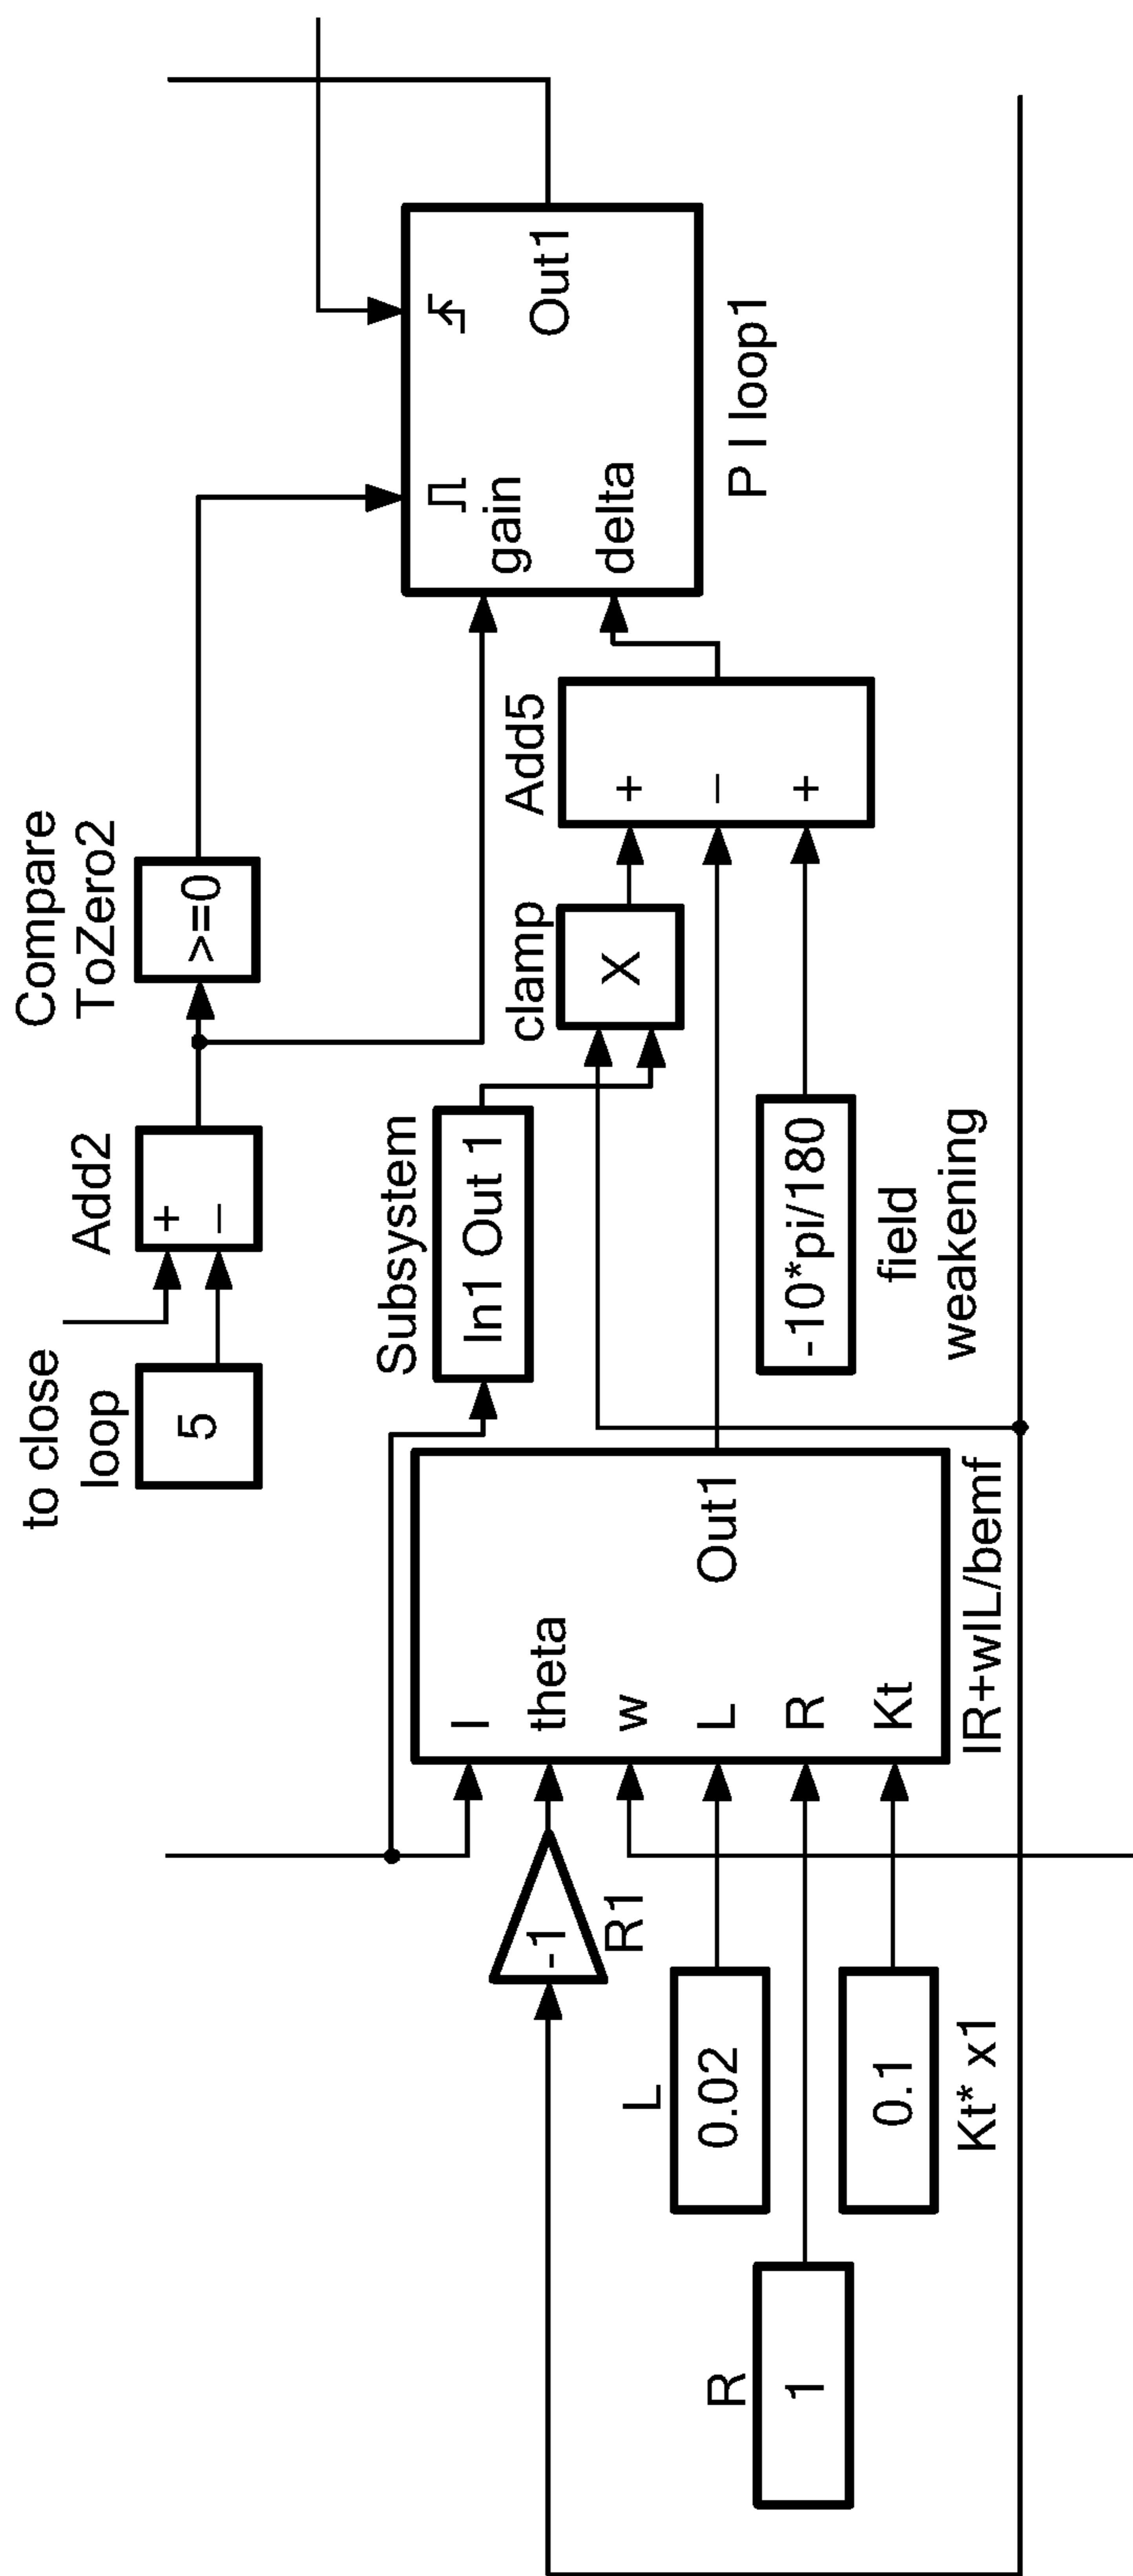 to close
loop
5
Add2
+
−
Compare
ToZero2
>=0
Subsystem
In1 Out 1
clamp
X
Add5
+
−
+
gain
delta
Out1
P I loop1
-10*pi/180
field
weakening
I
theta
w
L
R
Kt
Out1
IR+wIL/bemf
-1
R1
L
0.02
R
1
0.1
Kt* x1